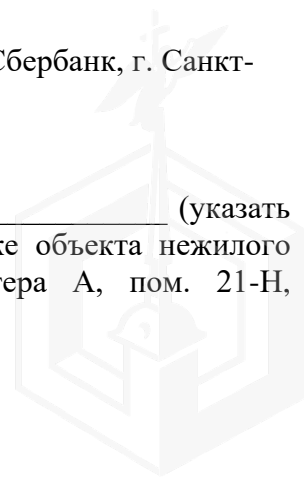 Сбербанк, г. Санкт-
____________ (указать
ке объекта нежилого
тера А, пом. 21-Н,